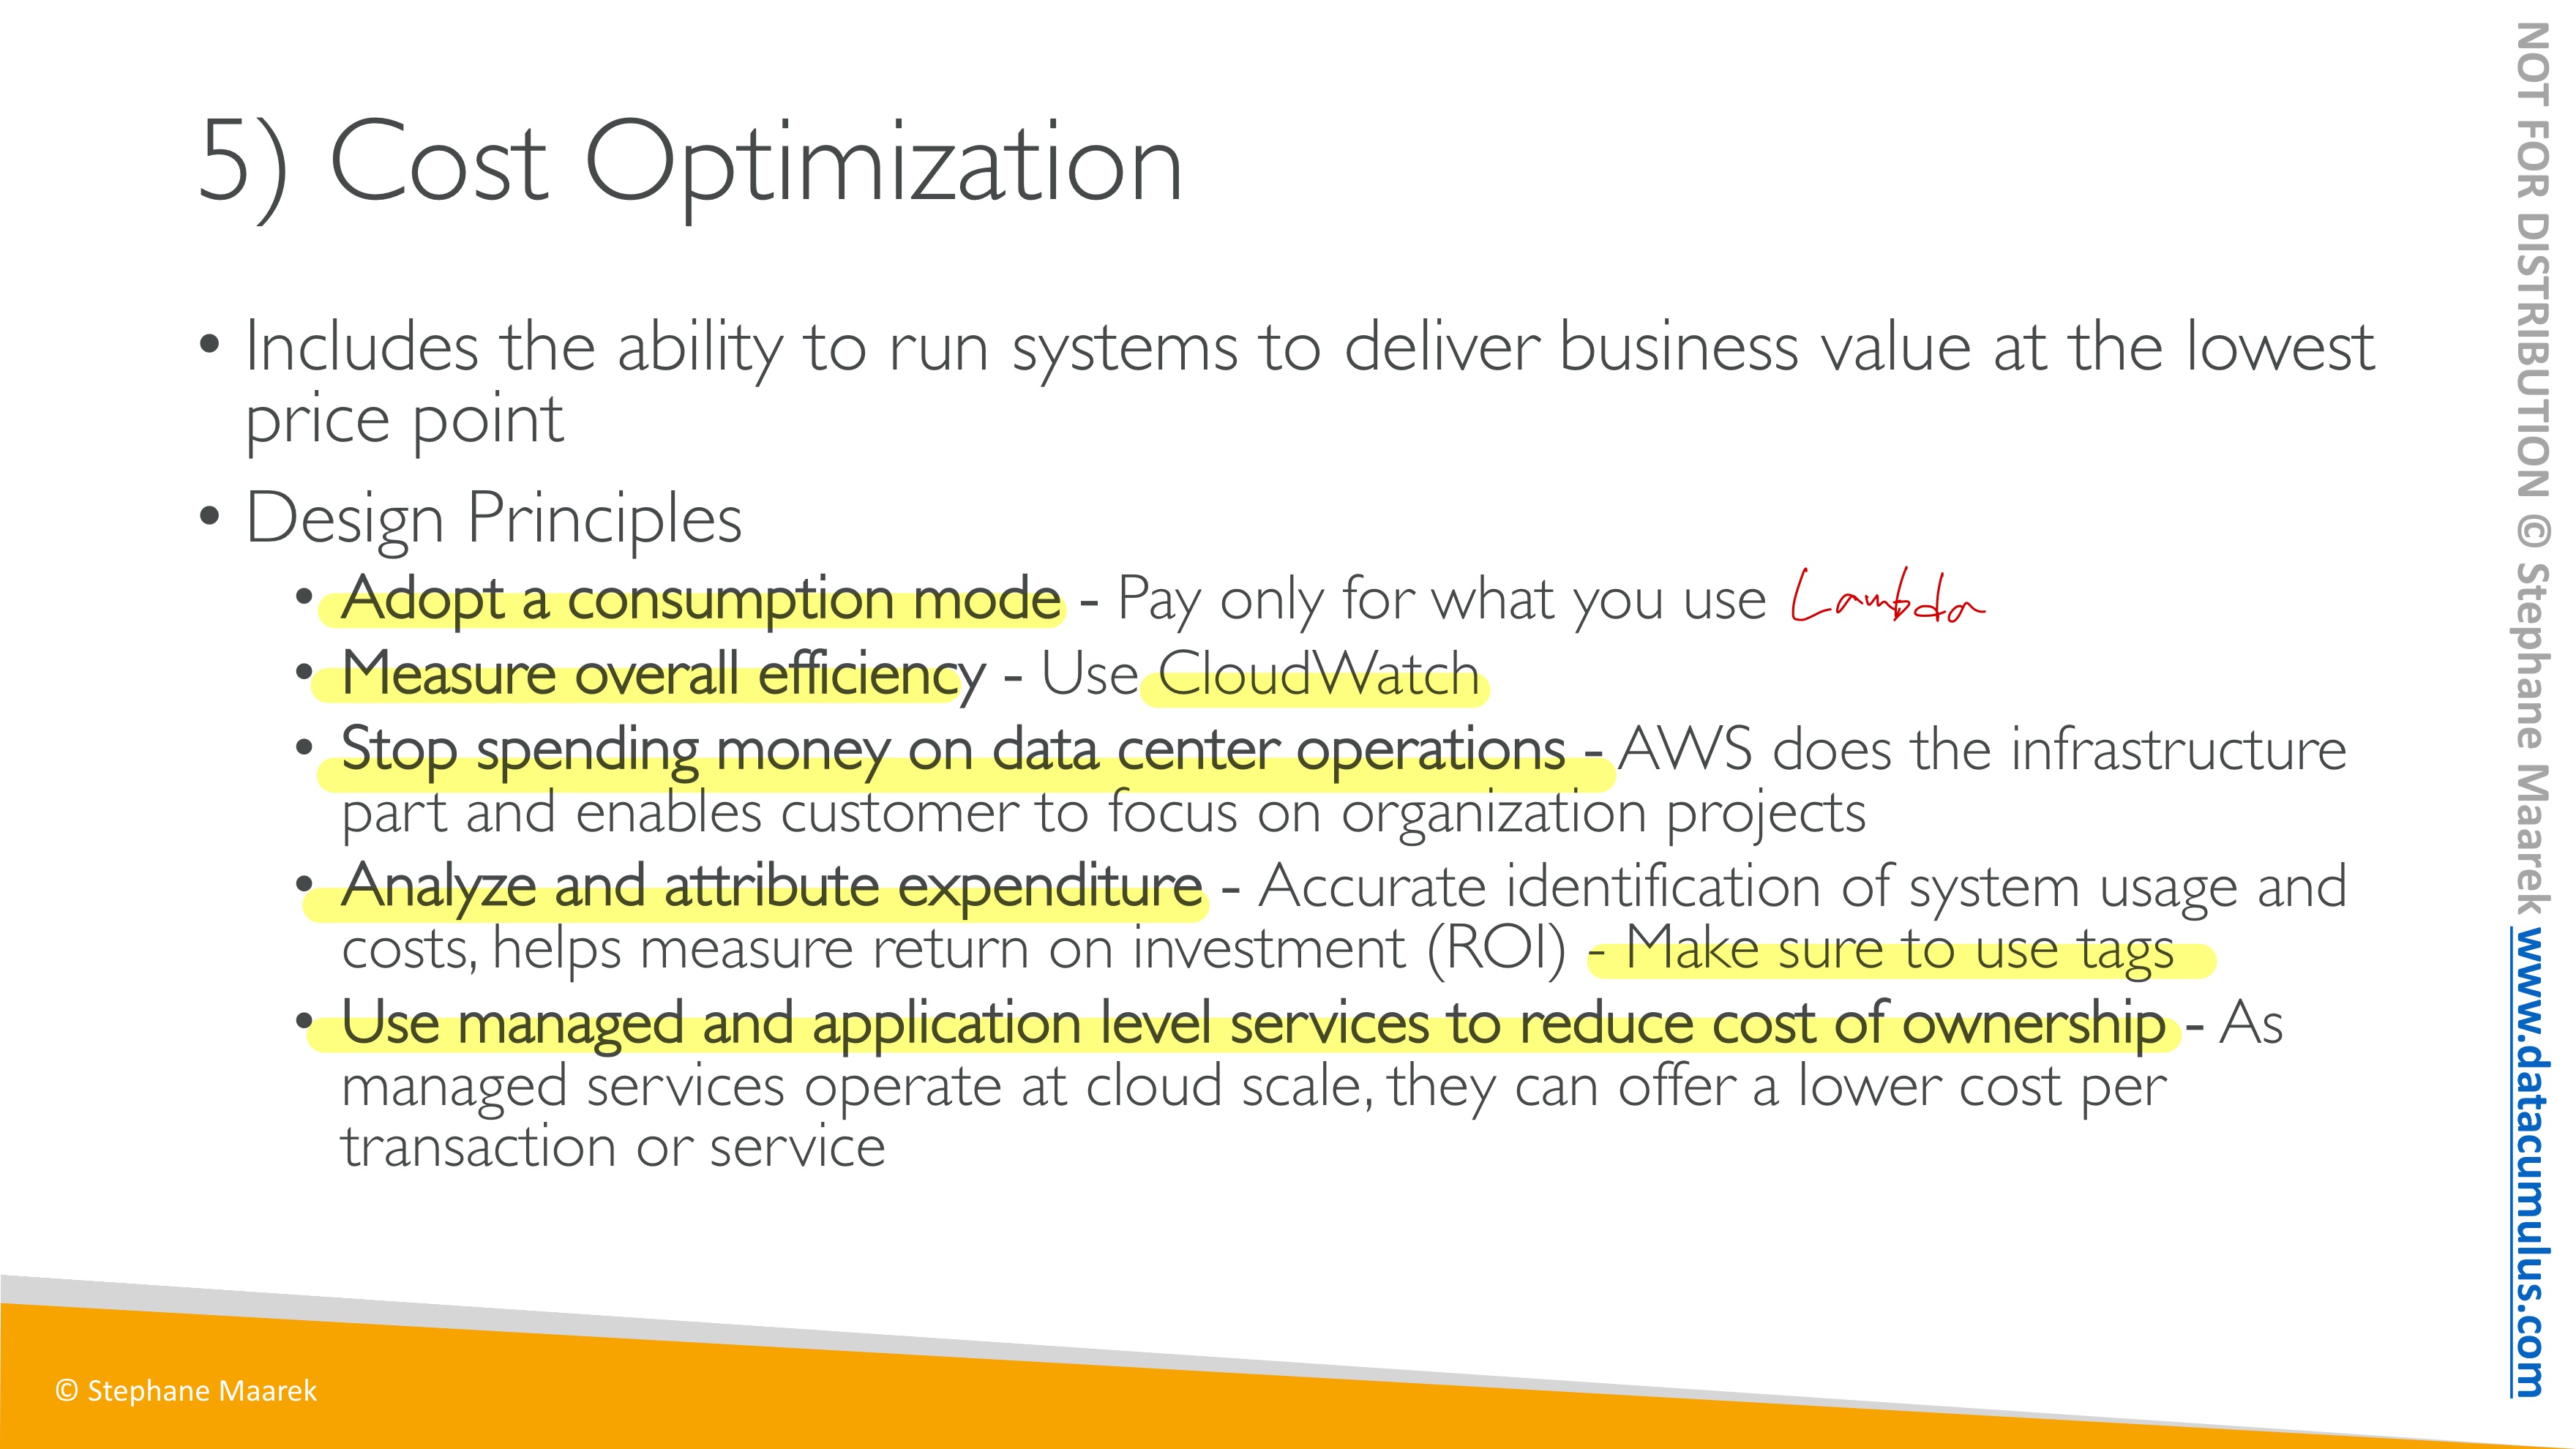 5) Cost Optimization
• Includes the ability to run systems to deliver business value at the lowest
price point
• Design Principles
• Adopt a consumption mode - Pay only for what you use Lambda
• Measure overall efficiency - Use CloudWatch
• Stop spending money on data center operations - AWS does the infrastructure
part and enables customer to focus on organization projects
• Analyze and attribute expenditure - Accurate identification of system usage and
costs, helps measure return on investment (ROI) - Make sure to use tags
• Use managed and application level services to reduce cost of ownership - As
managed services operate at cloud scale, they can offer a lower cost per
transaction or service
© Stephane Maarek
NOT FOR DISTRIBUTION © Stephane Maarek www.datacumulus.com